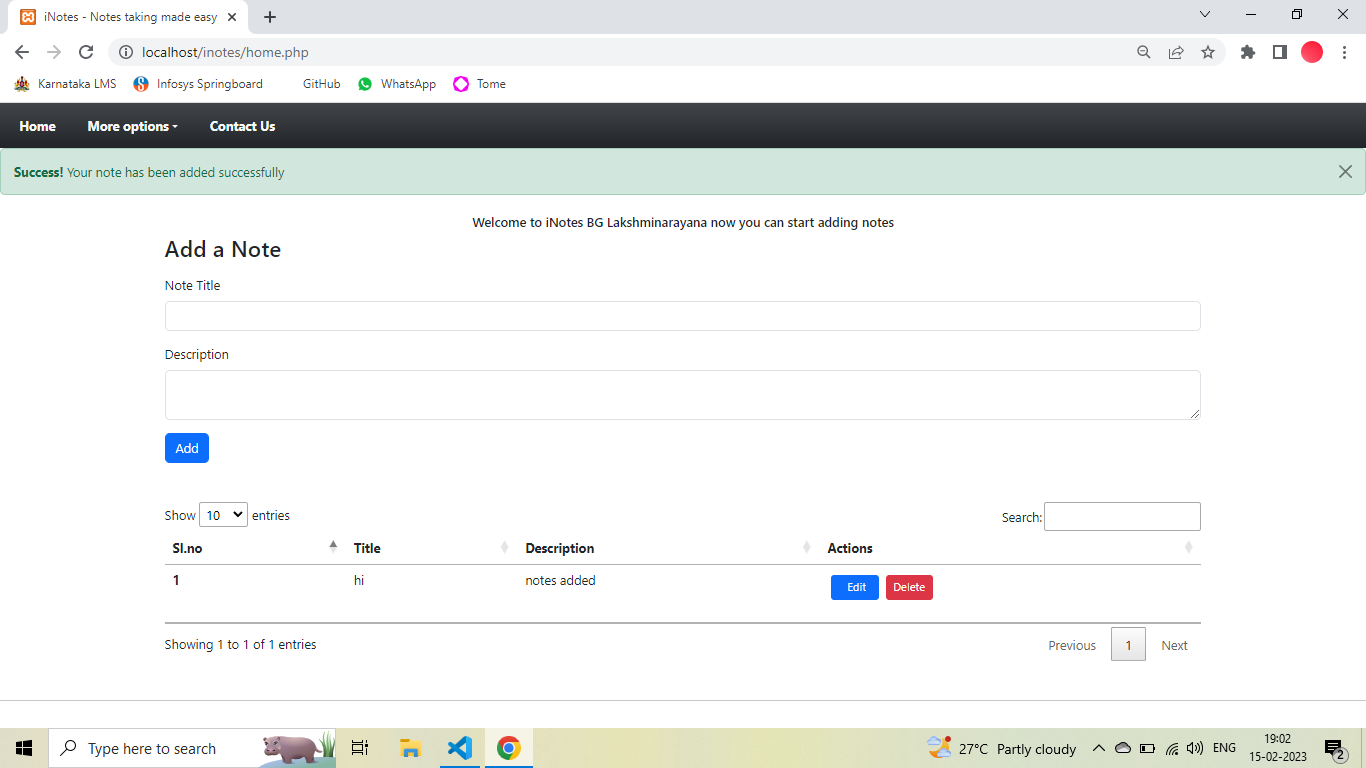 iNotes - Notes taking made easy
localhost/inotes/home.php
Karnataka LMS Infosys Springboard GitHub WhatsApp Tome
Home More options Contact Us
Success! Your note has been added successfully
Welcome to iNotes BG Lakshminarayana now you can start adding notes
Add a Note
Note Title
Description
Add
Show 10 entries Search:
Sl.no Title Description Actions
1 hi notes added Edit Delete
Showing 1 to 1 of 1 entries Previous 1 Next
Type here to search 27°C Partly cloudy ENG 19:02
15-02-2023 2